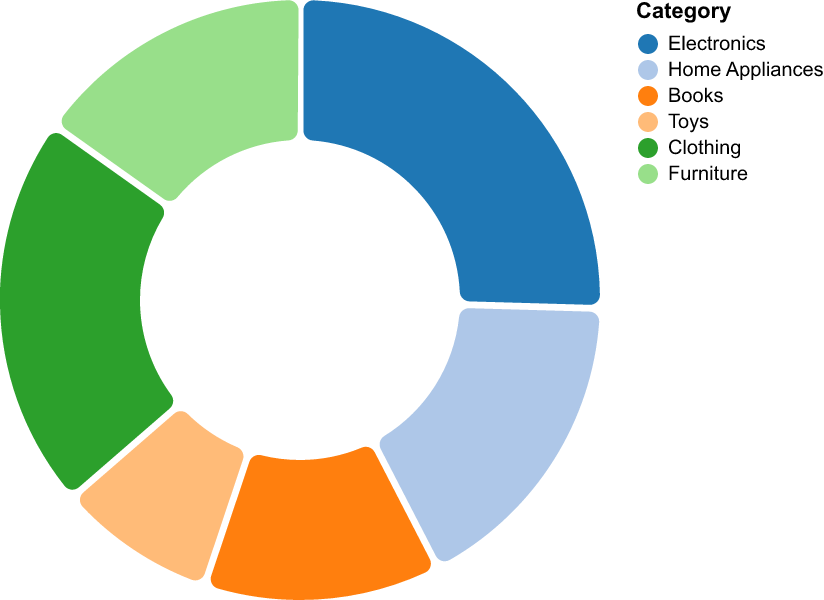 Category
Electronics
Home Appliances
Books
Toys
Clothing
Furniture